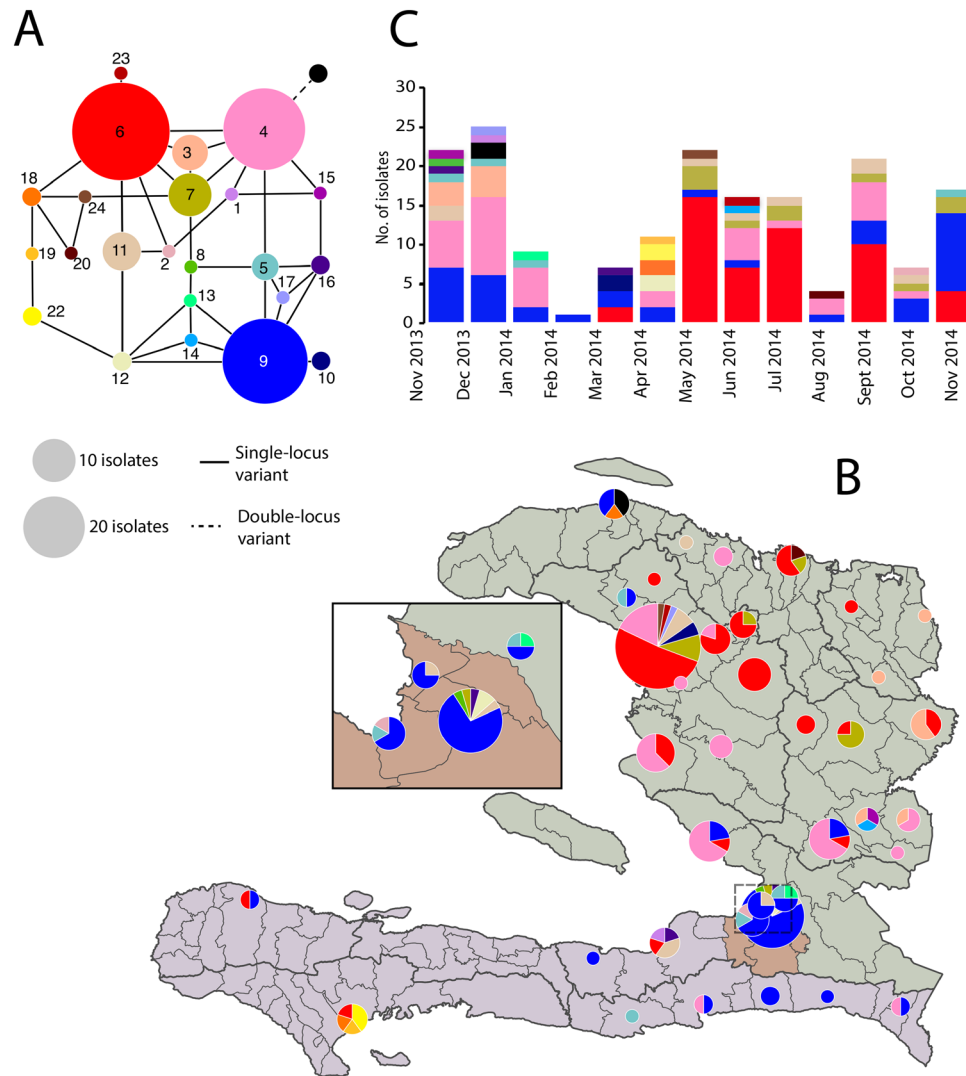 A
C
23
6
4
3
18
7
15
24
1
19
20
11
2
8
5
17
16
13
22
14
9
12
10
No. of isolates
30
25
20
15
10
5
0
Nov 2013
Dec 2013
Jan 2014
Feb 2014
Mar 2014
Apr 2014
May 2014
Jun 2014
Jul 2014
Aug 2014
Sept 2014
Oct 2014
Nov 2014
10 isolates
Single-locus
variant
20 isolates
Double-locus
variant
B